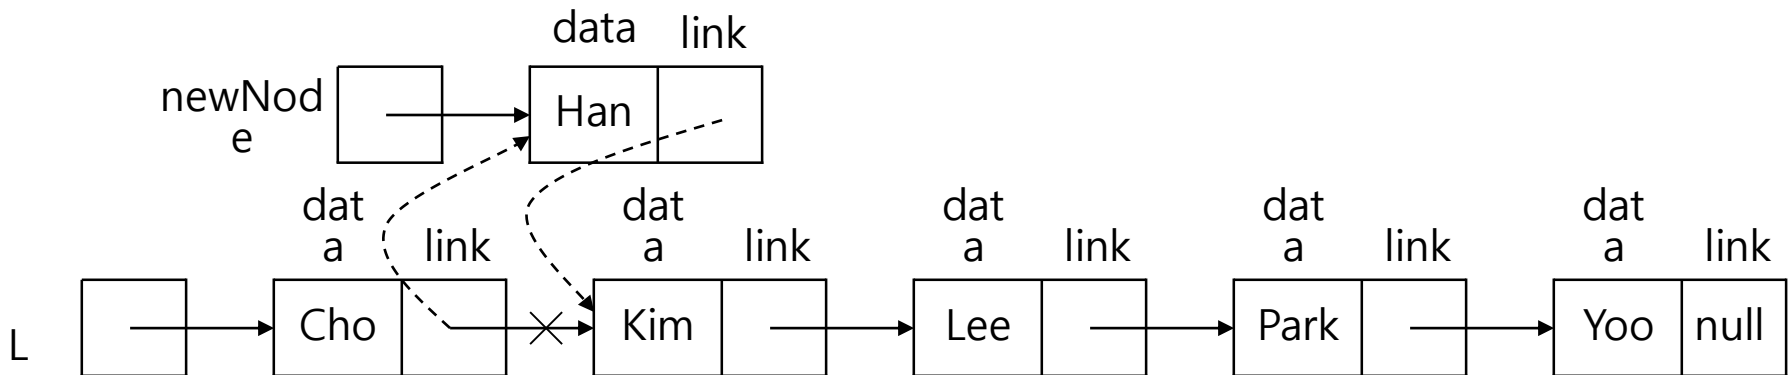 data link
newNod
e
Han
dat
a link
dat
a link
dat
a link
dat
a link
dat
a link
L
Cho
Kim
Lee
Park
Yoo
null